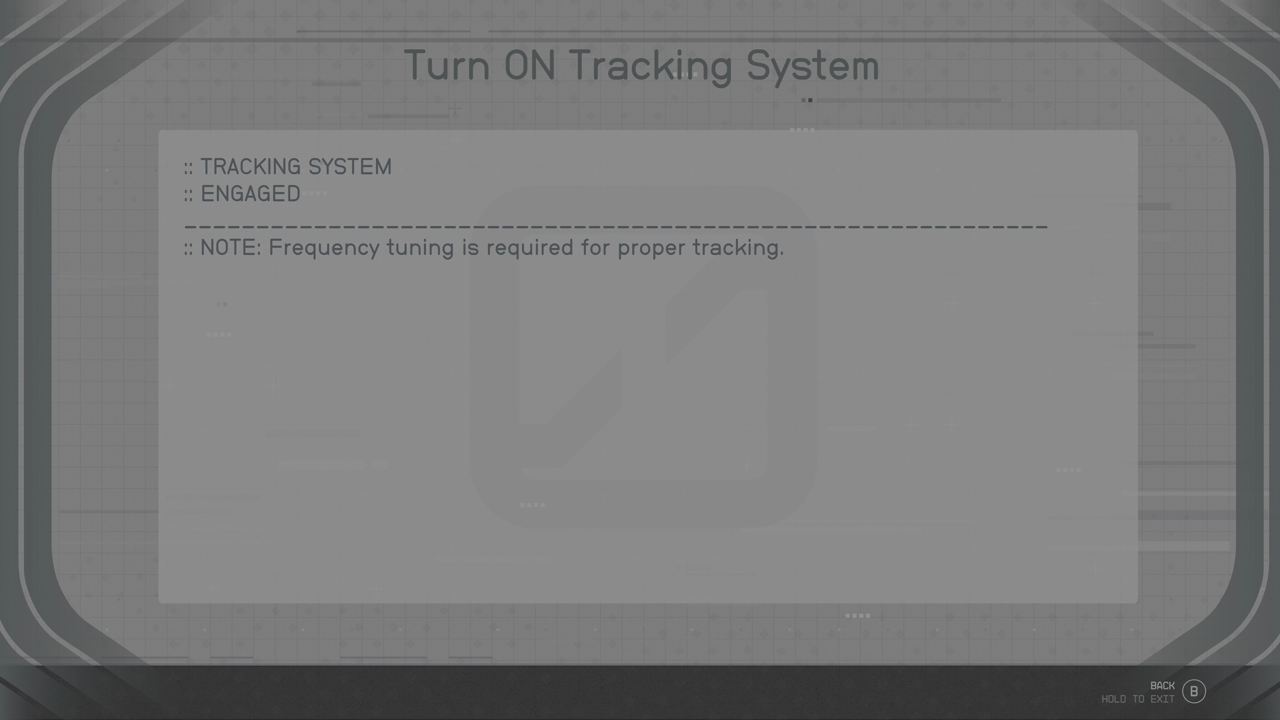 Turn ON Tracking System
:: TRACKING SYSTEM
:: ENGAGED
____________________________________________________________
:: NOTE: Frequency tuning is required for proper tracking.
BACK
HOLD TO EXIT
B